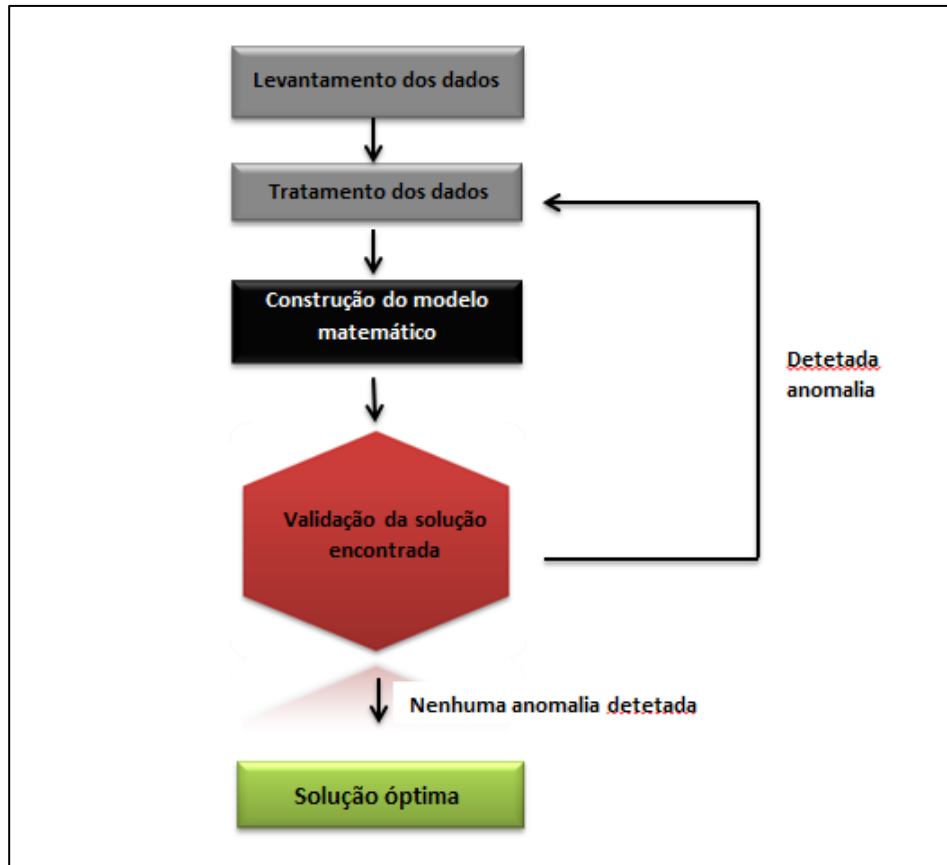 Levantamento dos dados
Tratamento dos dados
Construção do modelo
matemático
Detetada
anomalia
Validação da solução
encontrada
Nenhuma anomalia detetada
Solução óptima